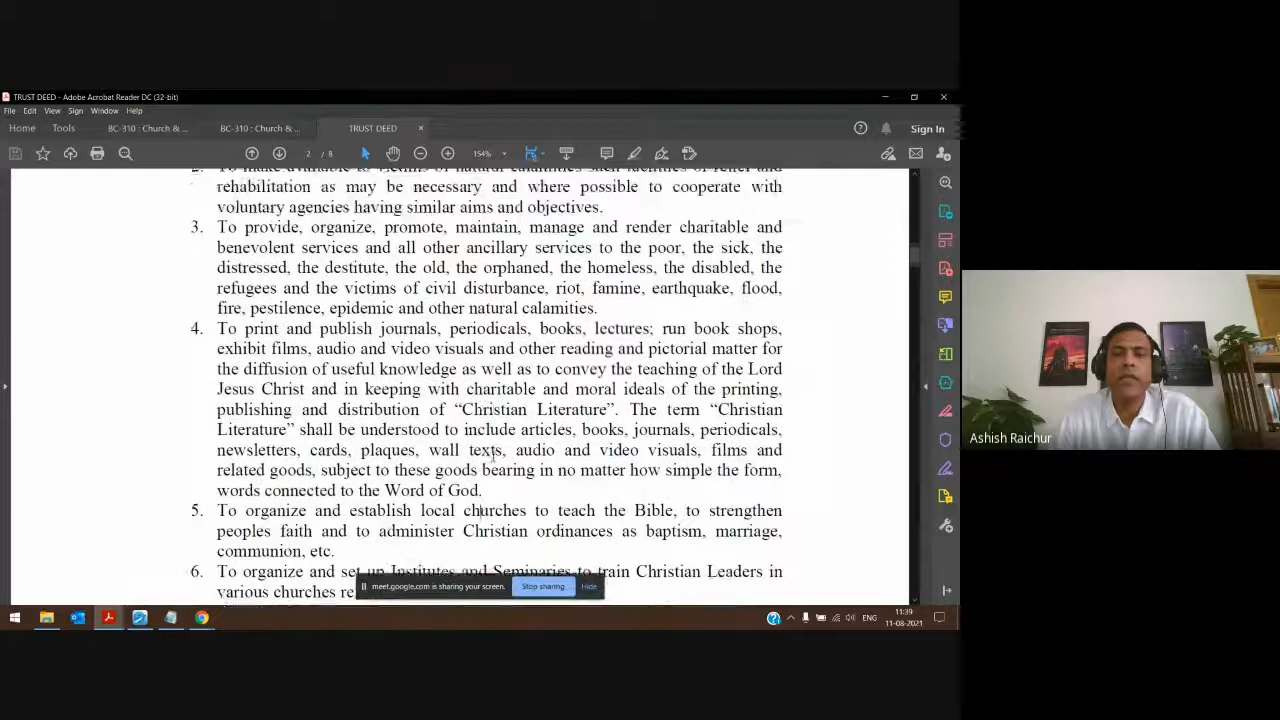 TRUST DEED - Adobe Acrobat Reader DC (32-bit)
File Edit View Sign Window Help
Home Tools BC-310 : Church & ... BC-310 : Church & ... TRUST DEED ×
Sign In
2 / 8 154%
rehabilitation as may be necessary and where possible to cooperate with
voluntary agencies having similar aims and objectives.
3. To provide, organize, promote, maintain, manage and render charitable and
benevolent services and all other ancillary services to the poor, the sick, the
distressed, the destitute, the old, the orphaned, the homeless, the disabled, the
refugees and the victims of civil disturbance, riot, famine, earthquake, flood,
fire, pestilence, epidemic and other natural calamities.
4. To print and publish journals, periodicals, books, lectures; run book shops,
exhibit films, audio and video visuals and other reading and pictorial matter for
the diffusion of useful knowledge as well as to convey the teaching of the Lord
Jesus Christ and in keeping with charitable and moral ideals of the printing,
publishing and distribution of “Christian Literature”. The term “Christian
Literature” shall be understood to include articles, books, journals, periodicals,
newsletters, cards, plaques, wall texts, audio and video visuals, films and
related goods, subject to these goods bearing in no matter how simple the form,
words connected to the Word of God.
5. To organize and establish local churches to teach the Bible, to strengthen
peoples faith and to administer Christian ordinances as baptism, marriage,
communion, etc.
6. To organize and set up Institutes and Seminaries to train Christian Leaders in
various churches re
meet.google.com is sharing your screen. Stop sharing Hide
ENG
11:39
11-08-2021
Ashish Raichur